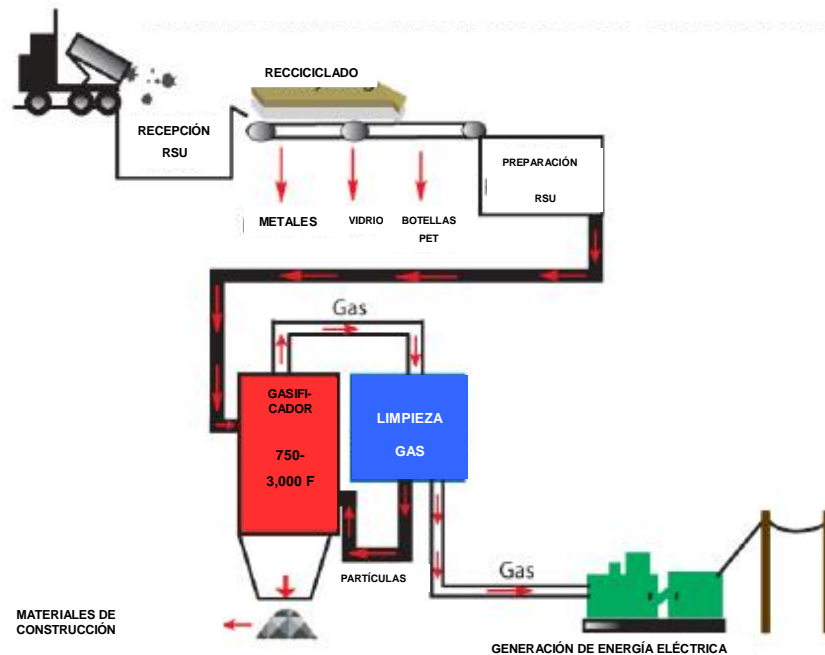 RECCICICLADO
RECEPCIÓN
RSU
PREPARACIÓN
RSU
METALES
VIDRIO
BOTELLAS
PET
Gas
GASIFI-
CADOR
750-
3,000 F
LIMPIEZA
GAS
PARTÍCULAS
Gas
MATERIALES DE
CONSTRUCCIÓN
GENERACIÓN DE ENERGÍA ELÉCTRICA